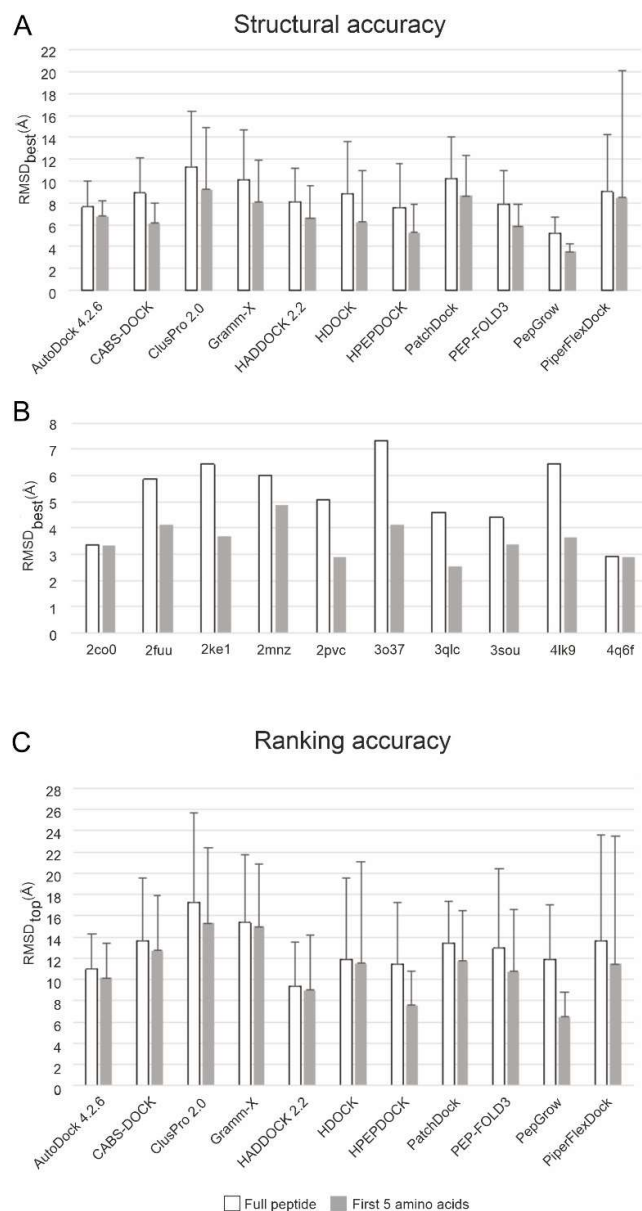 A
Structural accuracy
RMSDbest(Å)
22
20
18
16
14
12
10
8
6
4
2
0
AutoDock 4.2.6
CABS-DOCK
ClusPro 2.0
Gramm-X
HADDOCK 2.2
HDOCK
HPEPDOCK
PatchDock
PEP-FOLD3
PepGrow
PiperFlexDock
B
RMSDbest(Å)
8
7
6
5
4
3
2
1
0
2co0 2fuu 2ke1 2mnz 2pvc 3o37 3qlc 3sou 4lk9 4q6f
C
Ranking accuracy
RMSDtop(Å)
28
26
24
22
20
18
16
14
12
10
8
6
4
2
0
AutoDock 4.2.6
CABS-DOCK
ClusPro 2.0
Gramm-X
HADDOCK 2.2
HDOCK
HPEPDOCK
PatchDock
PEP-FOLD3
PepGrow
PiperFlexDock
Full peptide First 5 amino acids